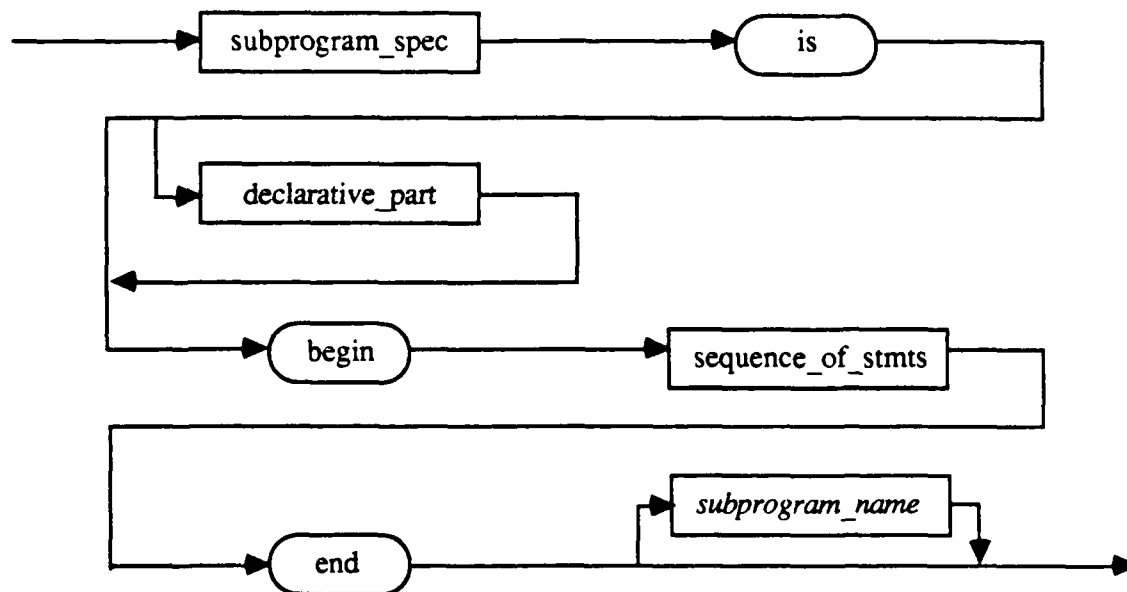 subprogram_spec is
declarative_part
begin sequence_of_stmts
subprogram_name
end